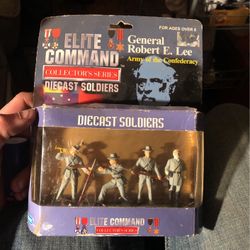 FOR AGES OVER 8
ELITE
COMMAND
COLLECTOR'S SERIES
DIECAST SOLDIERS
General
Robert E. Lee
Army of the Confederacy
DIECAST SOLDIERS
ELITE COMMAND
COLLECTOR'S SERIES